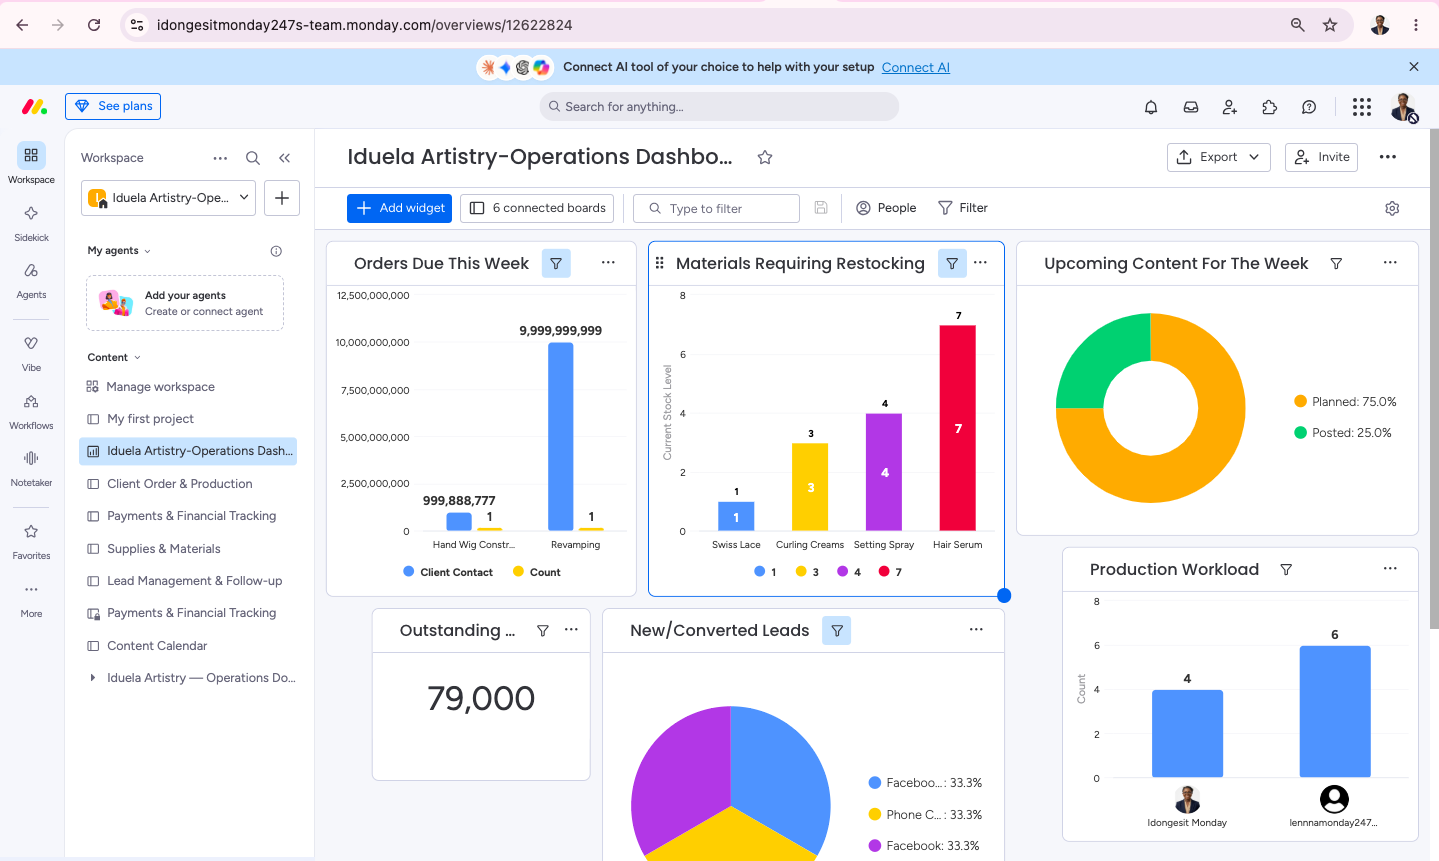 idongesitmonday247s-team.monday.com/overviews/12622824
Connect AI tool of your choice to help with your setup Connect AI
See plans
Search for anything...
Workspace
Sidekick
Agents
Vibe
Workflows
Notetaker
Favorites
More
Workspace
Iduela Artistry-Ope...
My agents
Add your agents
Create or connect agent
Content
Manage workspace
My first project
Iduela Artistry-Operations Dash...
Client Order & Production
Payments & Financial Tracking
Supplies & Materials
Lead Management & Follow-up
Payments & Financial Tracking
Content Calendar
Iduela Artistry — Operations Do...
Iduela Artistry-Operations Dashbo...
Export
Invite
Add widget
6 connected boards
Type to filter
People
Filter
Orders Due This Week
12,500,000,000
10,000,000,000
7,500,000,000
5,000,000,000
2,500,000,000
0
999,888,777
1
9,999,999,999
1
Hand Wig Constr...
Revamping
Client Contact
Count
Materials Requiring Restocking
Current Stock Level
8
6
4
2
0
1
1
3
3
4
4
7
7
Swiss Lace
Curling Creams
Setting Spray
Hair Serum
1
3
4
7
Upcoming Content For The Week
Planned: 75.0%
Posted: 25.0%
Outstanding ...
79,000
New/Converted Leads
Faceboo... : 33.3%
Phone C... : 33.3%
Facebook: 33.3%
Production Workload
Count
8
6
4
2
0
4
6
Idongesit Monday
lennnamonday247...